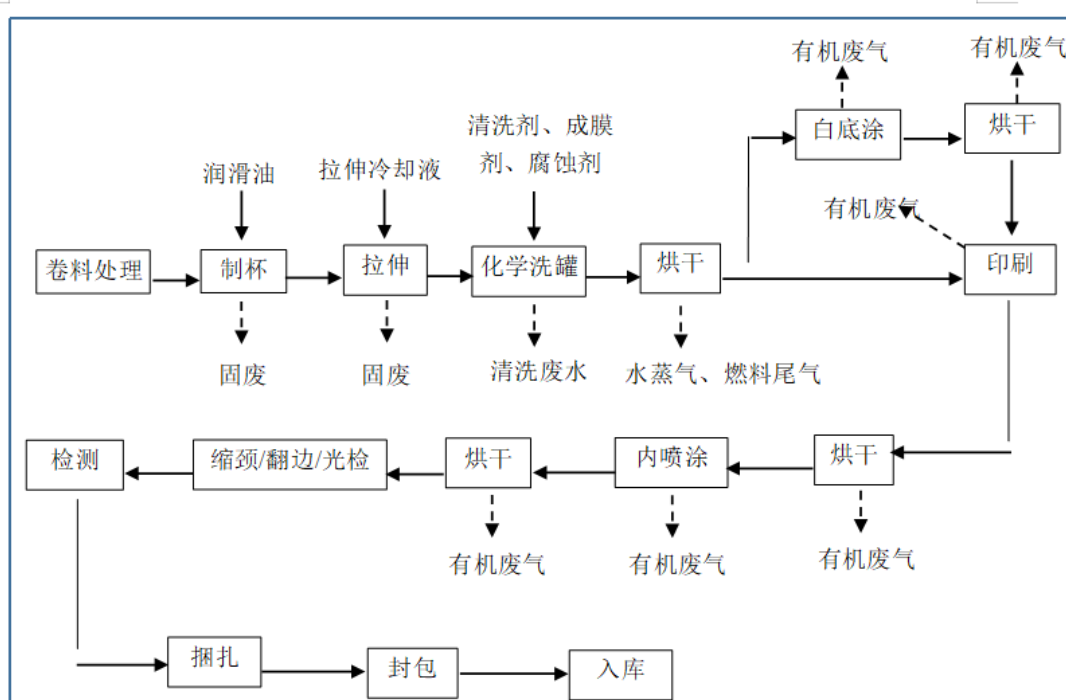 有机废气
有机废气
清洗剂、成膜
剂、腐蚀剂
白底涂
烘干
润滑油
拉伸冷却液
有机废气
卷料处理
制杯
拉伸
化学洗罐
烘干
印刷
固废
固废
清洗废水
水蒸气、燃料尾气
检测
缩颈/翻边/光检
烘干
内喷涂
烘干
有机废气
有机废气
有机废气
捆扎
封包
入库